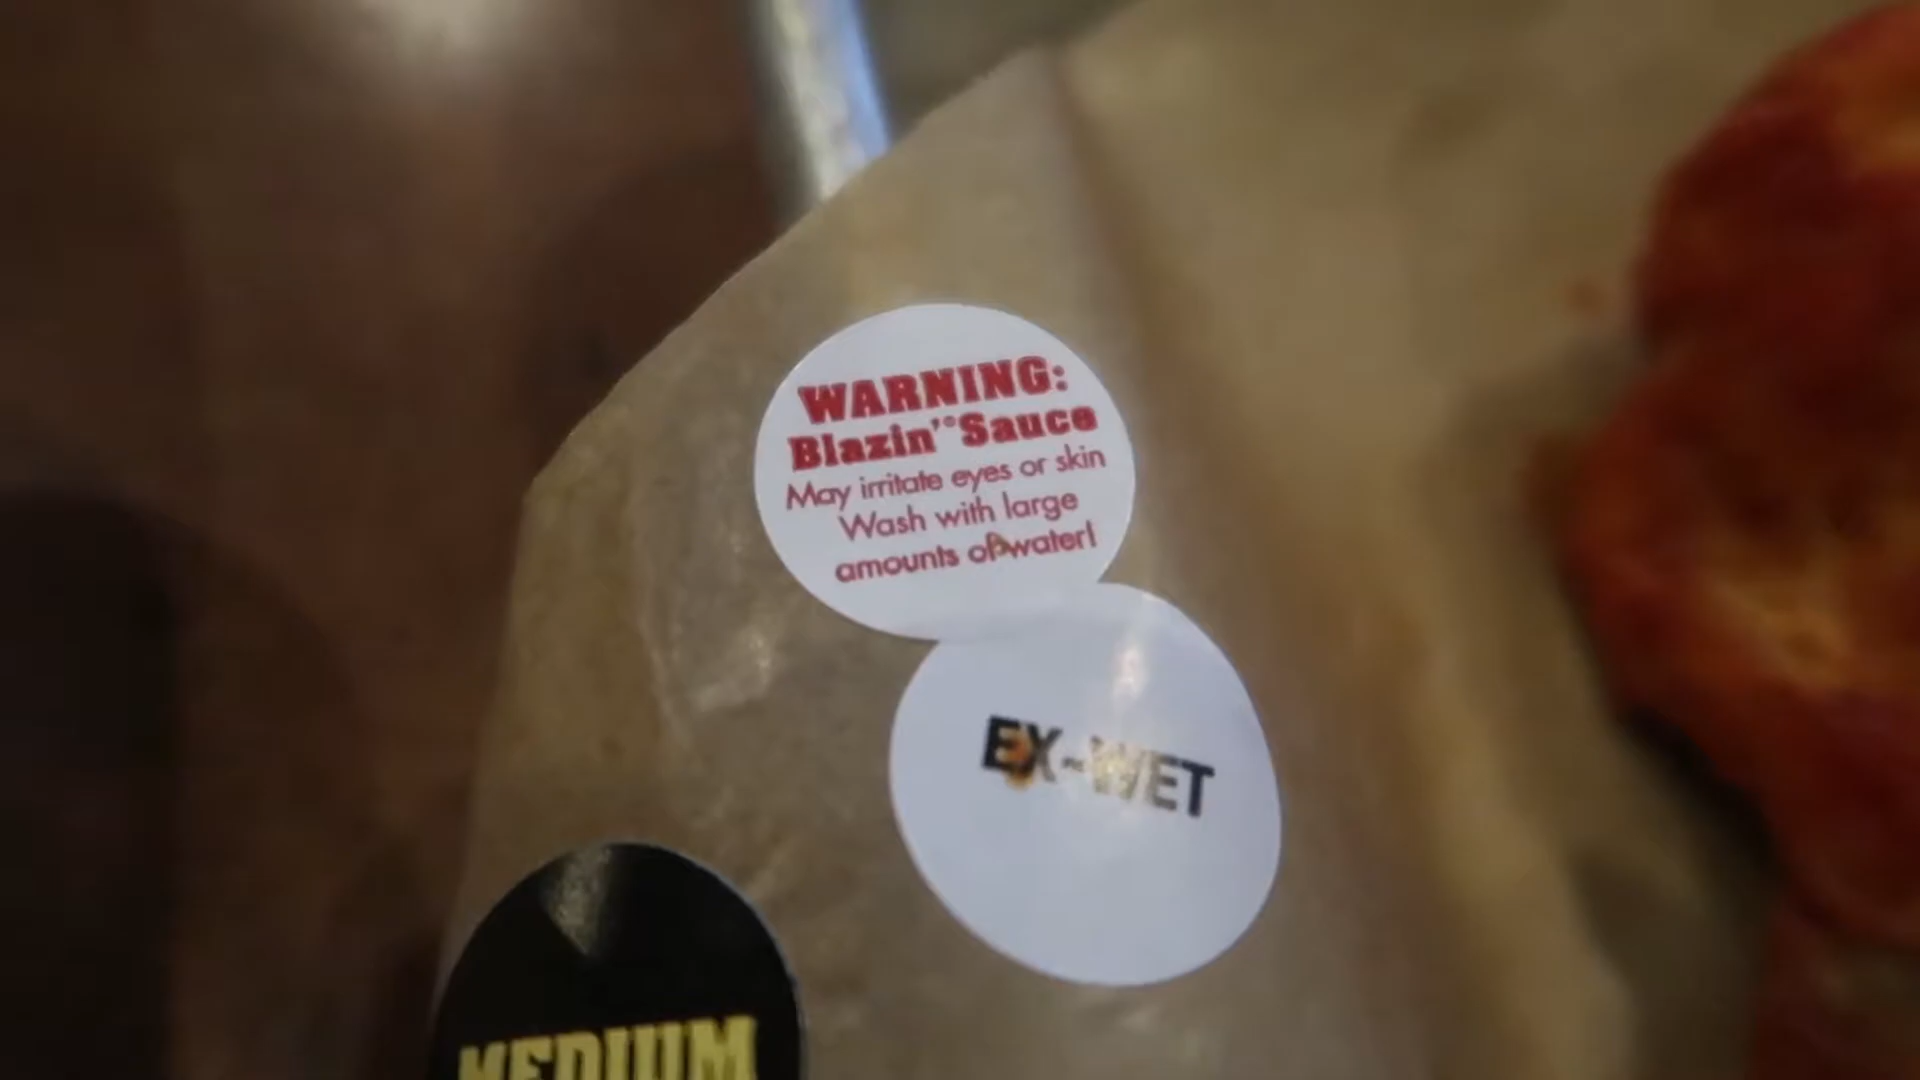 WARNING:
Blazin'® Sauce
May irritate eyes or skin
Wash with large
amounts of water!
EX-WET
MEDIUM